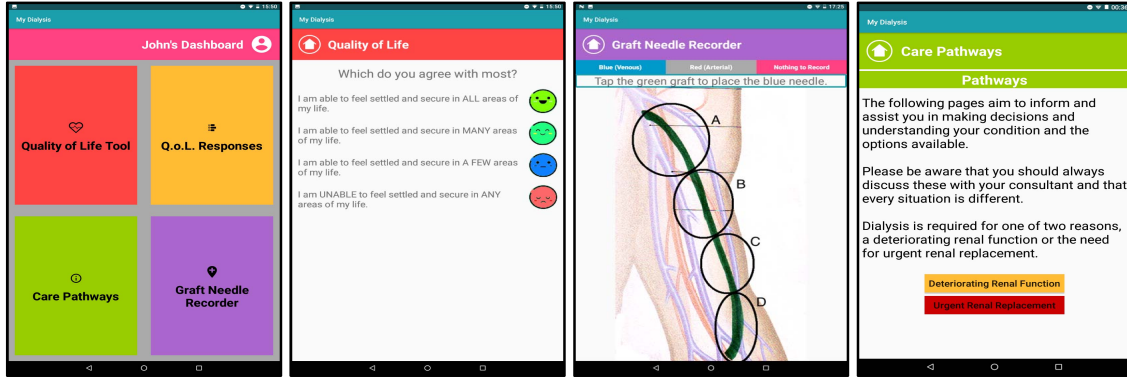 15:50
My Dialysis
John's Dashboard
Quality of Life Tool
Q.o.L. Responses
Care Pathways
Graft Needle
Recorder
15:50
My Dialysis
Quality of Life
Which do you agree with most?
I am able to feel settled and secure in ALL areas of
my life.
I am able to feel settled and secure in MANY areas
of my life.
I am able to feel settled and secure in A FEW areas
of my life.
I am UNABLE to feel settled and secure in ANY
areas of my life.
17:25
My Dialysis
Graft Needle Recorder
Blue (Venous)
Red (Arterial)
Nothing to Record
Tap the green graft to place the blue needle.
A
B
C
D
00:36
My Dialysis
Care Pathways
Pathways
The following pages aim to inform and
assist you in making decisions and
understanding your condition and the
options available.
Please be aware that you should always
discuss these with your consultant and that
every situation is different.
Dialysis is required for one of two reasons,
a deteriorating renal function or the need
for urgent renal replacement.
Deteriorating Renal Function
Urgent Renal Replacement